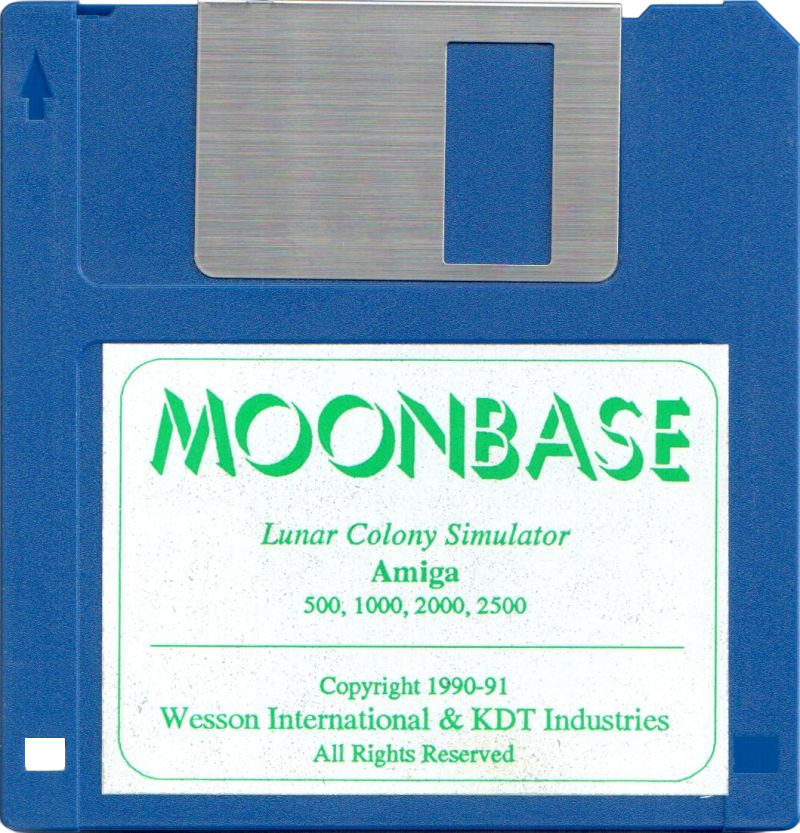 MOONBASE
Lunar Colony Simulator
Amiga
500, 1000, 2000, 2500
Copyright 1990-91
Wesson International & KDT Industries
All Rights Reserved